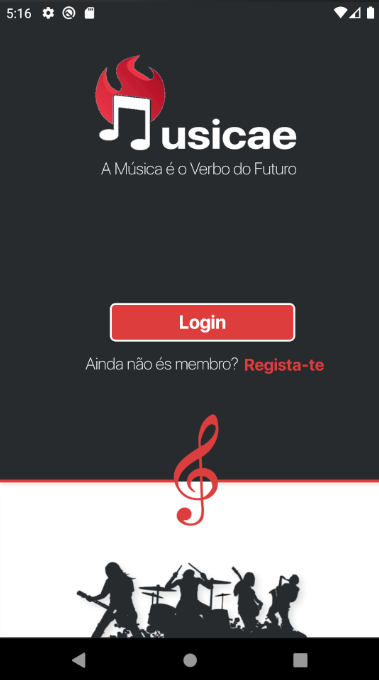 5:16
usicae
A Música é o Verbo do Futuro
Login
Ainda não és membro? Regista-te